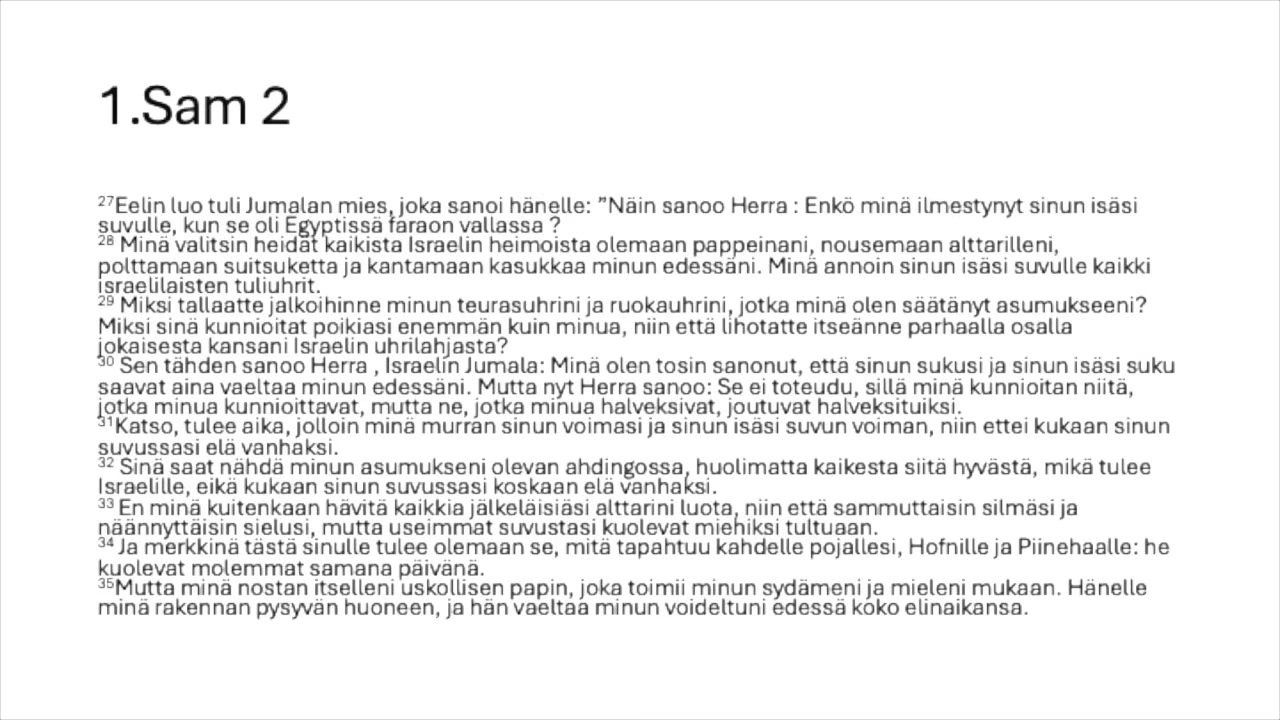 1.Sam 2
²⁷Eelin luo tuli Jumalan mies, joka sanoi hänelle: ”Näin sanoo Herra : Enkö minä ilmestynyt sinun isäsi
suvulle, kun se oli Egyptissä faraon vallassa ?
²⁸ Minä valitsin heidät kaikista Israelin heimoista olemaan pappeinani, nousemaan alttarilleni,
polttamaan suitsuketta ja kantamaan kasukkaa minun edessäni. Minä annoin sinun isäsi suvulle kaikki
israelilaisten tuliuhrit.
²⁹ Miksi tallaatte jalkoihinne minun teurasuhrini ja ruokauhrini, jotka minä olen säätänyt asumukseeni?
Miksi sinä kunnioitat poikiasi enemmän kuin minua, niin että lihotatte itseänne parhaalla osalla
jokaisesta kansani Israelin uhrilahjasta?
³⁰ Sen tähden sanoo Herra , Israelin Jumala: Minä olen tosin sanonut, että sinun sukusi ja sinun isäsi suku
saavat aina vaeltaa minun edessäni. Mutta nyt Herra sanoo: Se ei toteudu, sillä minä kunnioitan niitä,
jotka minua kunnioittavat, mutta ne, jotka minua halveksivat, joutuvat halveksituiksi.
³¹Katso, tulee aika, jolloin minä murran sinun voimasi ja sinun isäsi suvun voiman, niin ettei kukaan sinun
suvussasi elä vanhaksi.
³² Sinä saat nähdä minun asumukseni olevan ahdingossa, huolimatta kaikesta siitä hyvästä, mikä tulee
Israelille, eikä kukaan sinun suvussasi koskaan elä vanhaksi.
³³ En minä kuitenkaan hävitä kaikkia jälkeläisiäsi alttarini luota, niin että sammuttaisin silmäsi ja
näännyttäisin sielusi, mutta useimmat suvustasi kuolevat miehiksi tultuaan.
³⁴ Ja merkkinä tästä sinulle tulee olemaan se, mitä tapahtuu kahdelle pojallesi, Hofnille ja Piinehaalle: he
kuolevat molemmat samana päivänä.
³⁵Mutta minä nostan itselleni uskollisen papin, joka toimii minun sydämeni ja mieleni mukaan. Hänelle
minä rakennan pysyvän huoneen, ja hän vaeltaa minun voideltuni edessä koko elinaikansa.